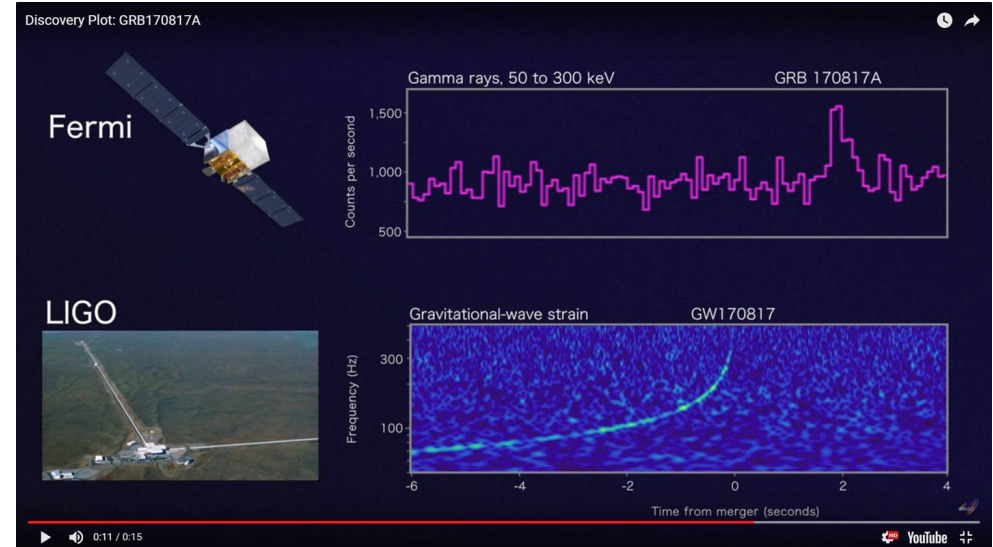 Discovery Plot: GRB170817A
Fermi
Gamma rays, 50 to 300 keV
GRB 170817A
Counts per second
1,500
1,000
500
LIGO
Gravitational-wave strain
GW170817
Frequency (Hz)
300
100
-6 -4 -2 0 2 4
Time from merger (seconds)
0:11 / 0:15
HD
YouTube